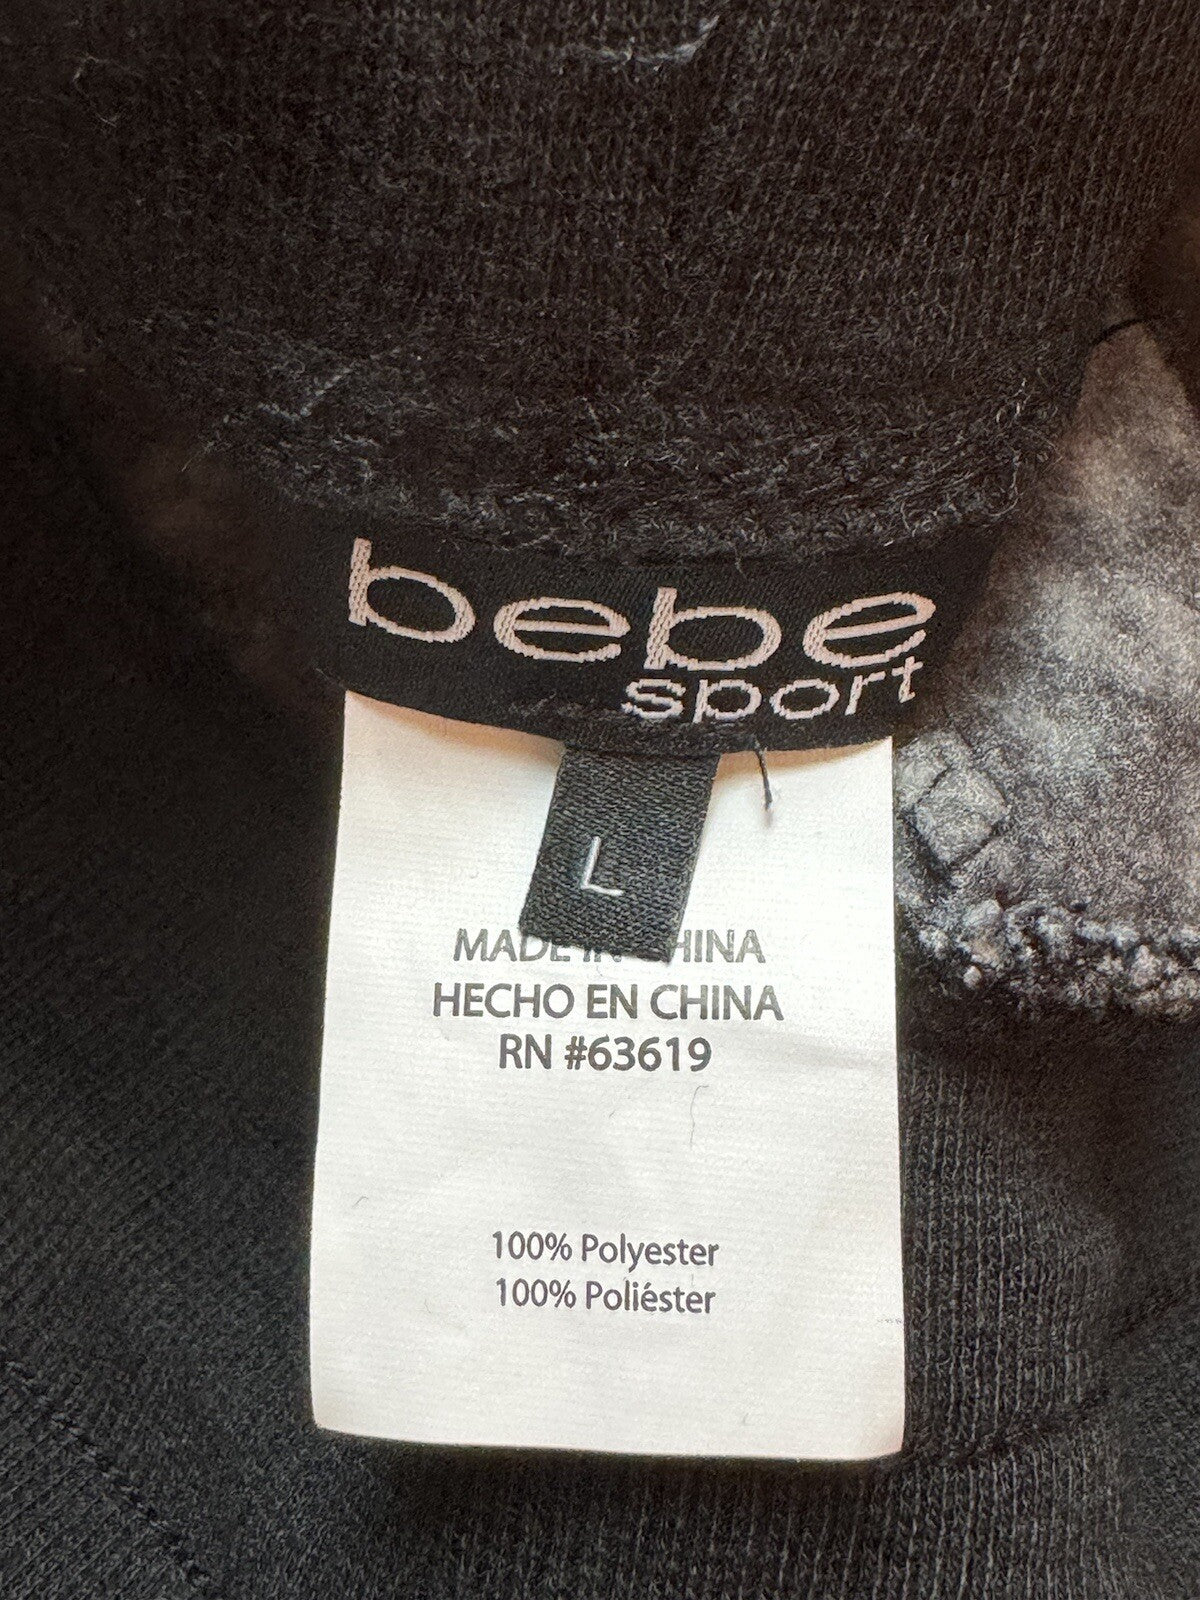 bebe
sport
L
MADE IN CHINA
HECHO EN CHINA
RN #63619
100% Polyester
100% Poliéster